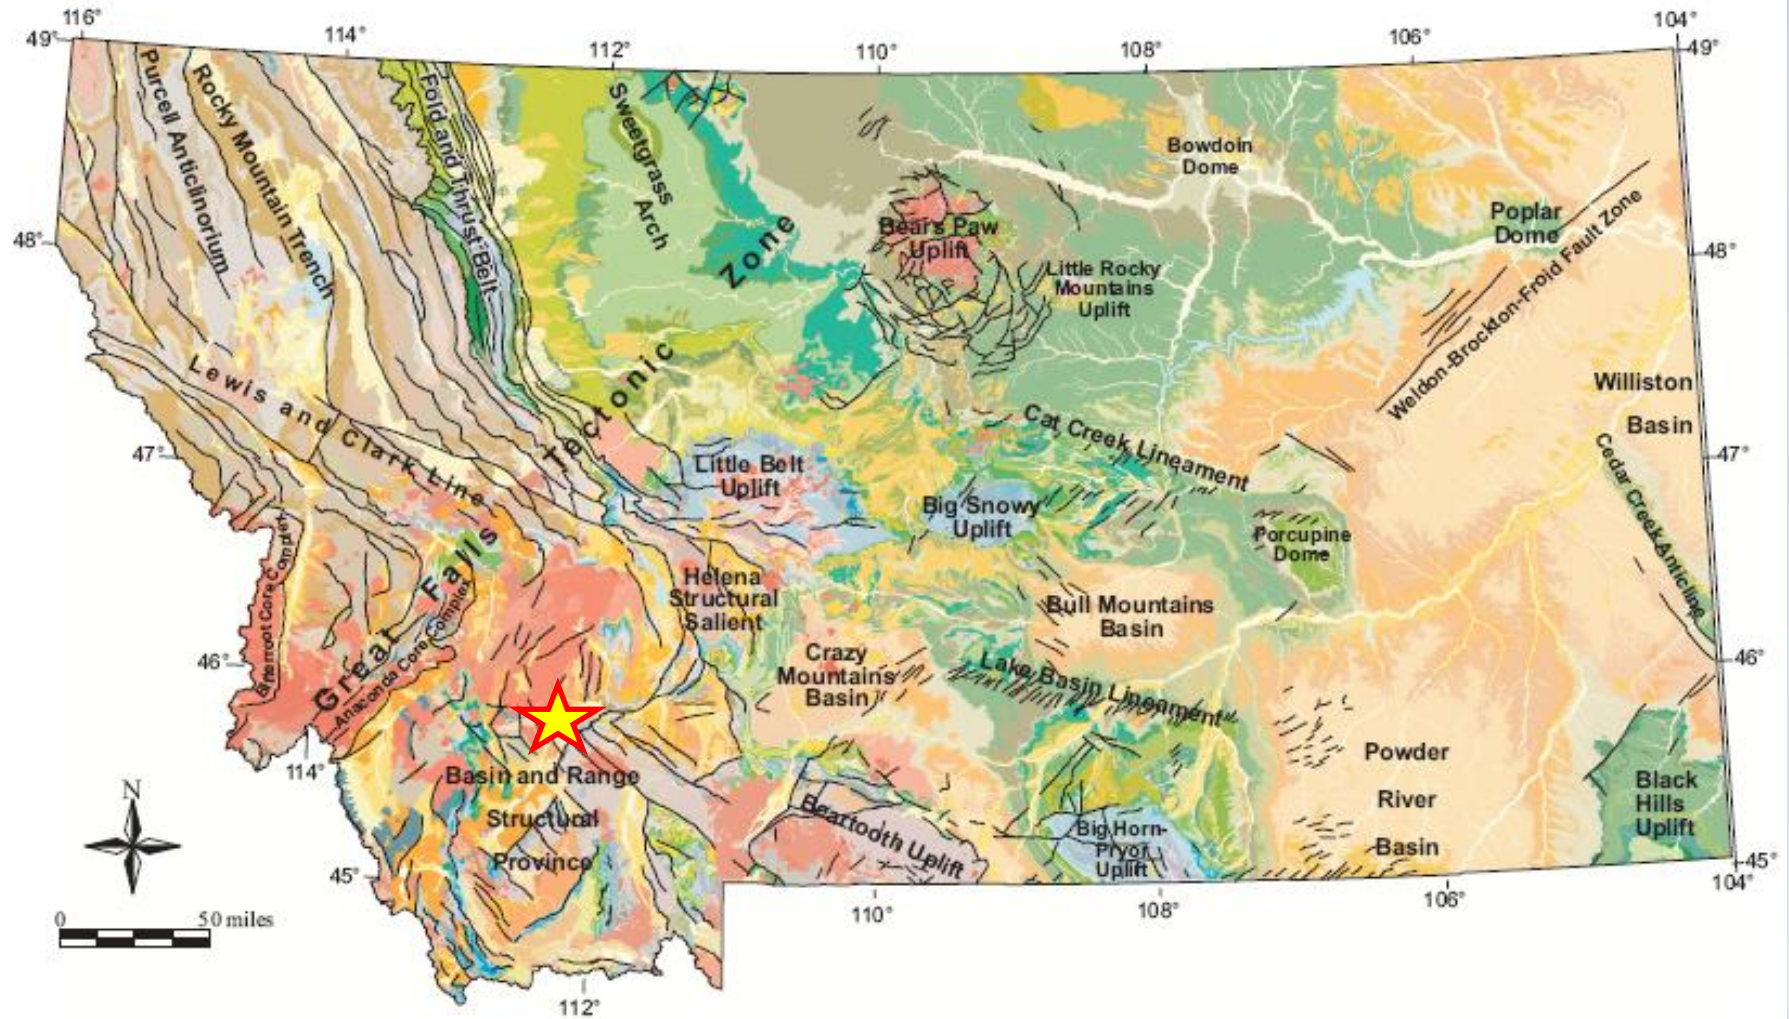 116°
114°
112°
110°
108°
106°
104°
49°
49°
Purcell Anticlinorum
Rocky Mountain Trench
Fold and Thrust Belt
Sweetgrass
Arch
Bowdoin
Dome
Poplar
Dome
Weldon-Brockton-Froid Fault Zone
48°
48°
Bear's Paw
Uplift
Little Rocky
Mountains
Uplift
Great Falls Tectonic Zone
Lewis and Clark Line
Williston
Basin
Cat Creek Lineament
Cedar Creek Anticline
47°
47°
Little Belt
Uplift
Big Snowy
Uplift
Porcupine
Dome
Bitterroot Core Complex
Anaconda Core Complex
Helena
Structural
Salient
Bull Mountains
Basin
46°
46°
Crazy
Mountains
Basin
Lake Basin Lineament
114°
Basin and Range
Structural
Province
Beartooth Uplift
Big Horn-
Pryor
Uplift
Powder
River
Basin
Black
Hills
Uplift
N
45°
45°
0 50 miles
112°
110°
108°
106°
104°